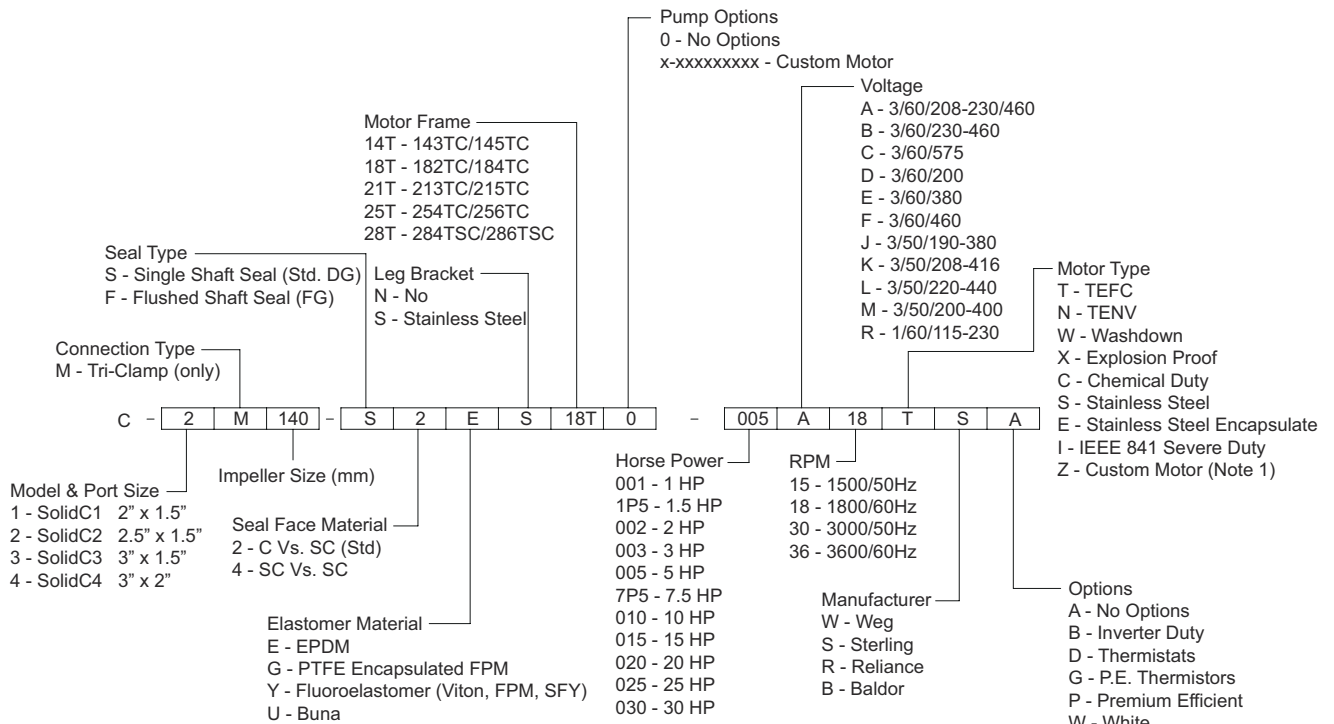 Pump Options
0 - No Options
x-xxxxxxxxx - Custom Motor
Voltage
A - 3/60/208-230/460
B - 3/60/230-460
C - 3/60/575
D - 3/60/200
E - 3/60/380
F - 3/60/460
J - 3/50/190-380
K - 3/50/208-416
L - 3/50/220-440
M - 3/50/200-400
R - 1/60/115-230
Motor Frame
14T - 143TC/145TC
18T - 182TC/184TC
21T - 213TC/215TC
25T - 254TC/256TC
28T - 284TSC/286TSC
Seal Type
S - Single Shaft Seal (Std. DG)
F - Flushed Shaft Seal (FG)
Leg Bracket
N - No
S - Stainless Steel
Motor Type
T - TEFC
N - TENV
W - Washdown
X - Explosion Proof
C - Chemical Duty
S - Stainless Steel
E - Stainless Steel Encapsulate
I - IEEE 841 Severe Duty
Z - Custom Motor (Note 1)
Connection Type
M - Tri-Clamp (only)
C - 2 M 140 - S 2 E S 18T 0 - 005 A 18 T S A
Model & Port Size
1 - SolidC1 2” x 1.5”
2 - SolidC2 2.5” x 1.5”
3 - SolidC3 3” x 1.5”
4 - SolidC4 3” x 2”
Impeller Size (mm)
Seal Face Material
2 - C Vs. SC (Std)
4 - SC Vs. SC
Elastomer Material
E - EPDM
G - PTFE Encapsulated FPM
Y - Fluoroelastomer (Viton, FPM, SFY)
U - Buna
Horse Power
001 - 1 HP
1P5 - 1.5 HP
002 - 2 HP
003 - 3 HP
005 - 5 HP
7P5 - 7.5 HP
010 - 10 HP
015 - 15 HP
020 - 20 HP
025 - 25 HP
030 - 30 HP
RPM
15 - 1500/50Hz
18 - 1800/60Hz
30 - 3000/50Hz
36 - 3600/60Hz
Manufacturer
W - Weg
S - Sterling
R - Reliance
B - Baldor
Options
A - No Options
B - Inverter Duty
D - Thermistats
G - P.E. Thermistors
P - Premium Efficient
W - White